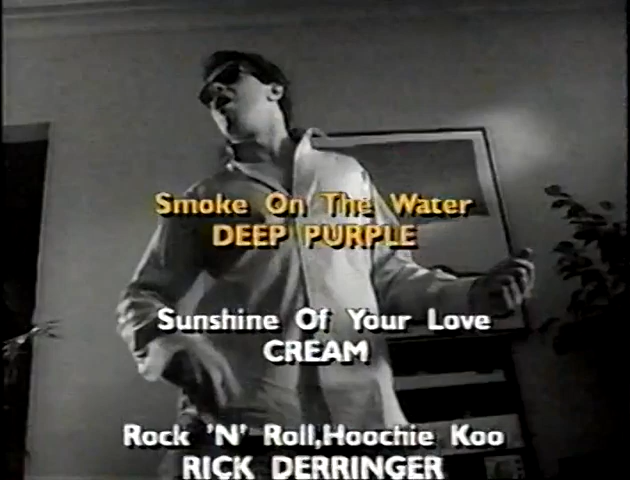 Smoke On The Water
DEEP PURPLE
Sunshine Of Your Love
CREAM
Rock 'N' Roll,Hoochie Koo
RICK DERRINGER